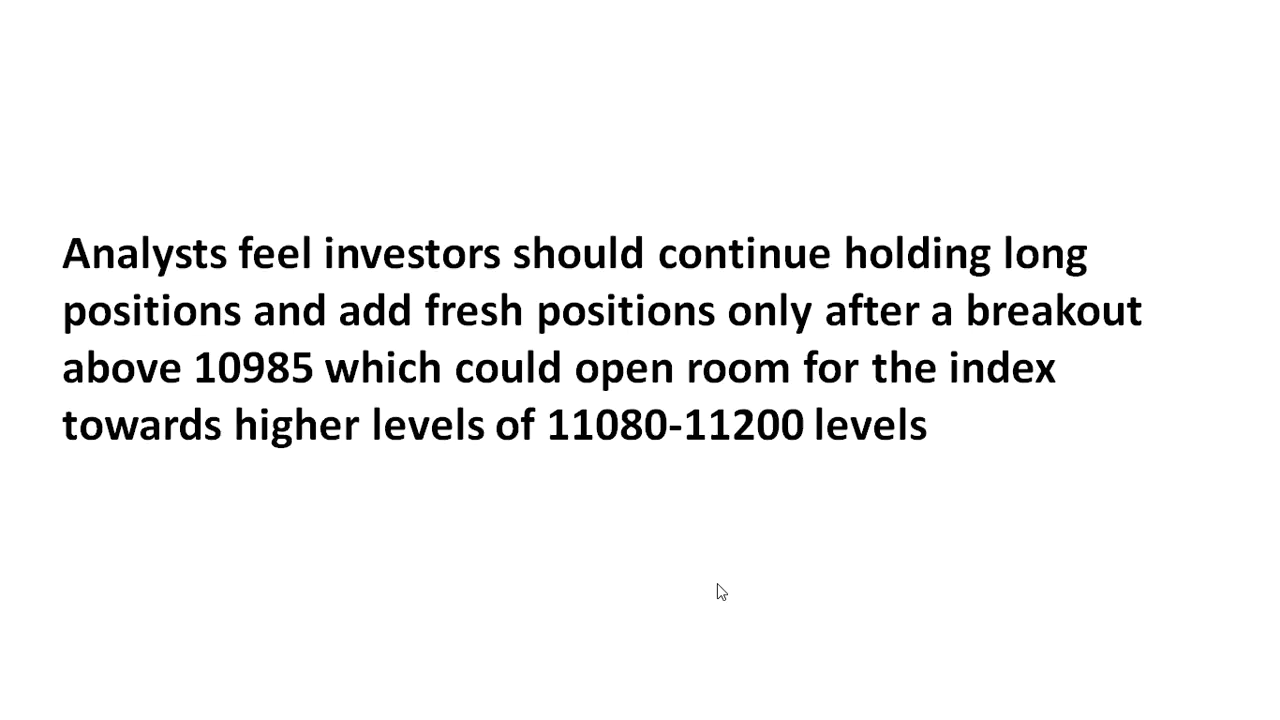 Analysts feel investors should continue holding long
positions and add fresh positions only after a breakout
above 10985 which could open room for the index
towards higher levels of 11080-11200 levels